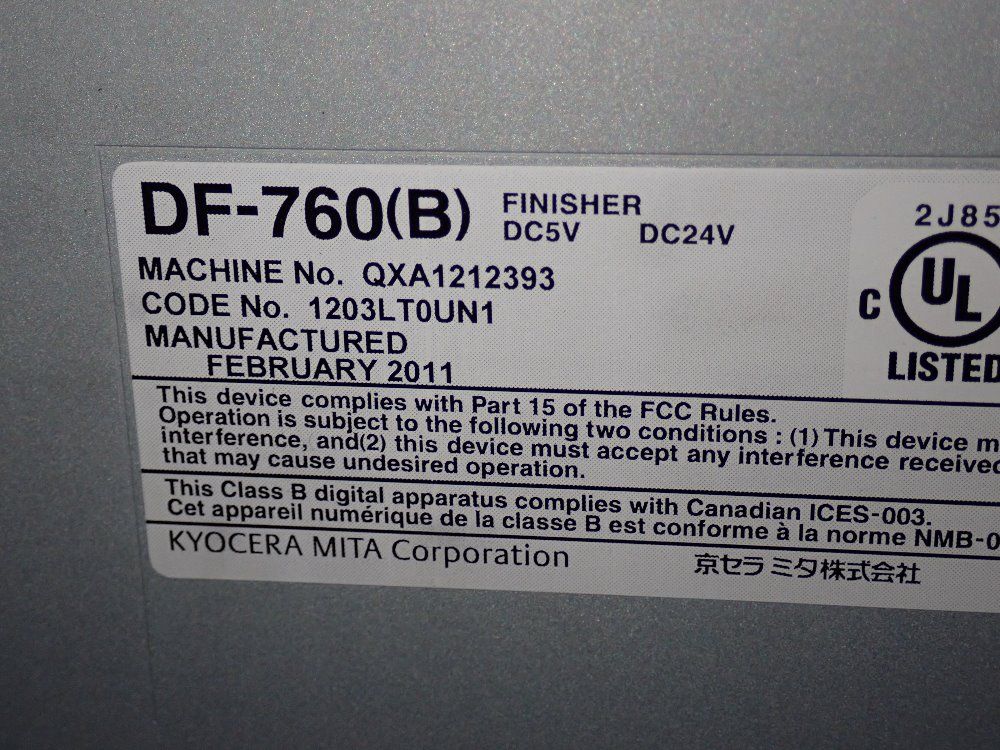 DF-760(B)
FINISHER
DC5V DC24V
MACHINE No. QXA1212393
CODE No. 1203LT0UN1
MANUFACTURED
FEBRUARY 2011
2J85
C UL
LISTED
This device complies with Part 15 of the FCC Rules.
Operation is subject to the following two conditions : (1) This device
interference, and(2) this device must accept any interference received
that may cause undesired operation.
This Class B digital apparatus complies with Canadian ICES-003.
Cet appareil numérique de la classe B est conforme à la norme NMB-0
KYOCERA MITA Corporation
京セラ ミタ株式会社